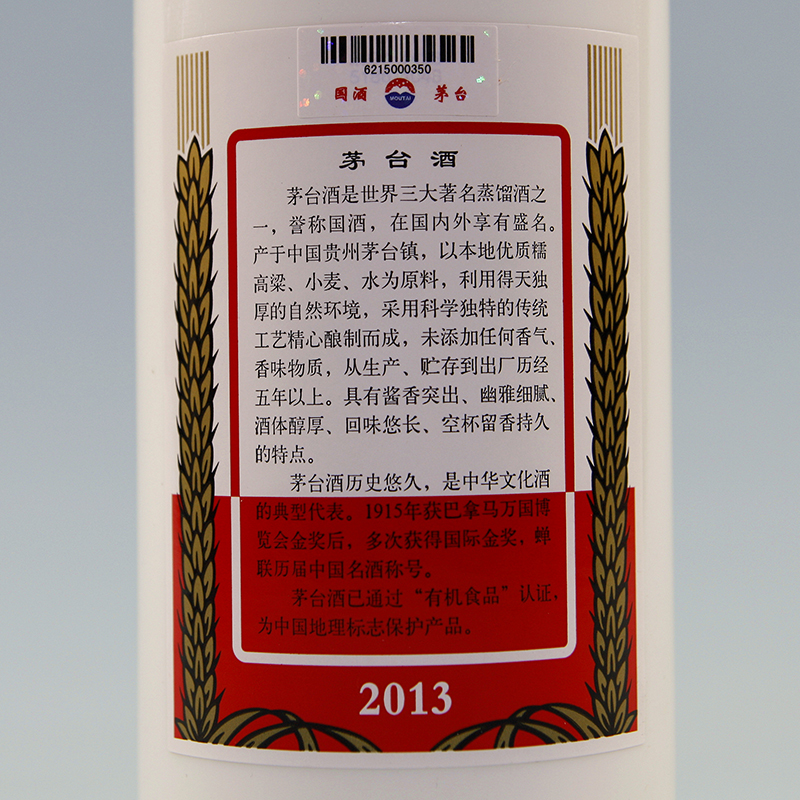 6215000350
国酒 MOUTAI 茅台
茅台酒
茅台酒是世界三大著名蒸馏酒之
一，誉称国酒，在国内外享有盛名。
产于中国贵州茅台镇，以本地优质糯
高粱、小麦、水为原料，利用得天独
厚的自然环境，采用科学独特的传统
工艺精心酿制而成，未添加任何香气、
香味物质，从生产、贮存到出厂历经
五年以上。具有酱香突出、幽雅细腻、
酒体醇厚、回味悠长、空杯留香持久
的特点。
茅台酒历史悠久，是中华文化酒
的典型代表。1915年获巴拿马万国博
览会金奖后，多次获得国际金奖，蝉
联历届中国名酒称号。
茅台酒已通过“有机食品”认证，
为中国地理标志保护产品。
2013